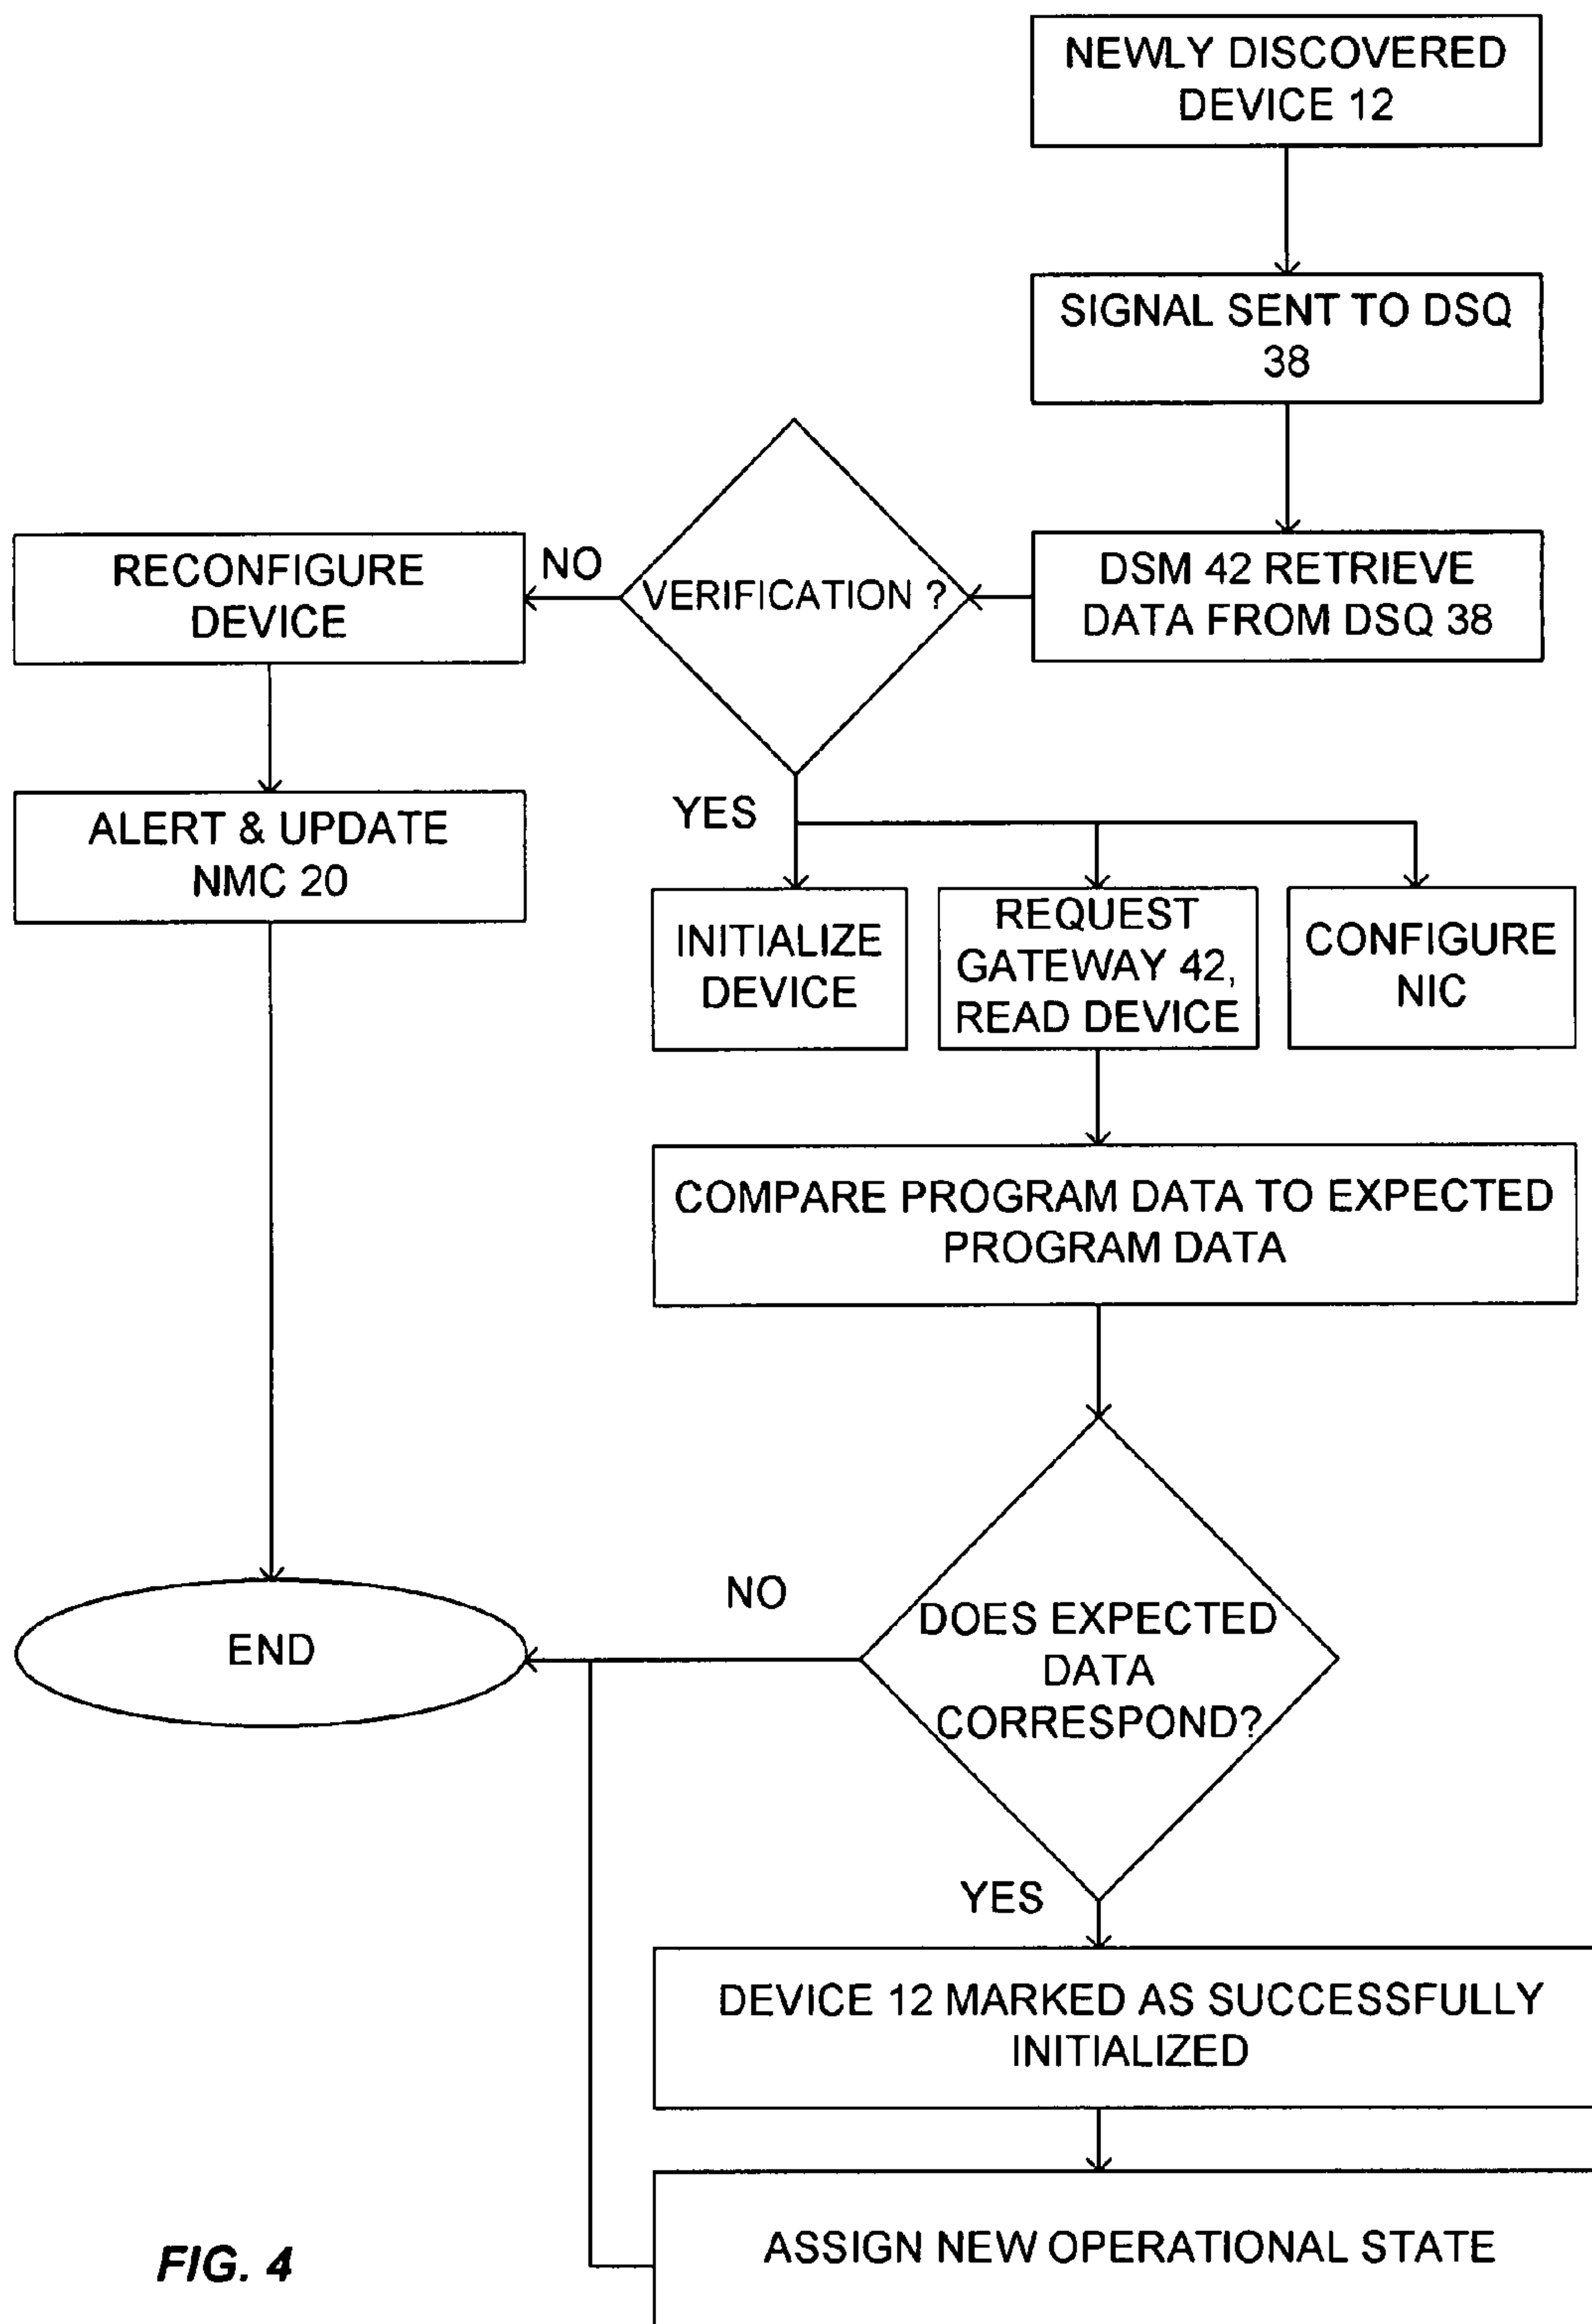 NEWLY DISCOVERED
DEVICE 12
SIGNAL SENT TO DSQ
38
DSM 42 RETRIEVE
DATA FROM DSQ 38
VERIFICATION ?
NO
RECONFIGURE
DEVICE
ALERT & UPDATE
NMC 20
YES
INITIALIZE
DEVICE
REQUEST
GATEWAY 42,
READ DEVICE
CONFIGURE
NIC
COMPARE PROGRAM DATA TO EXPECTED
PROGRAM DATA
DOES EXPECTED
DATA
CORRESPOND?
NO
END
YES
DEVICE 12 MARKED AS SUCCESSFULLY
INITIALIZED
ASSIGN NEW OPERATIONAL STATE
FIG. 4